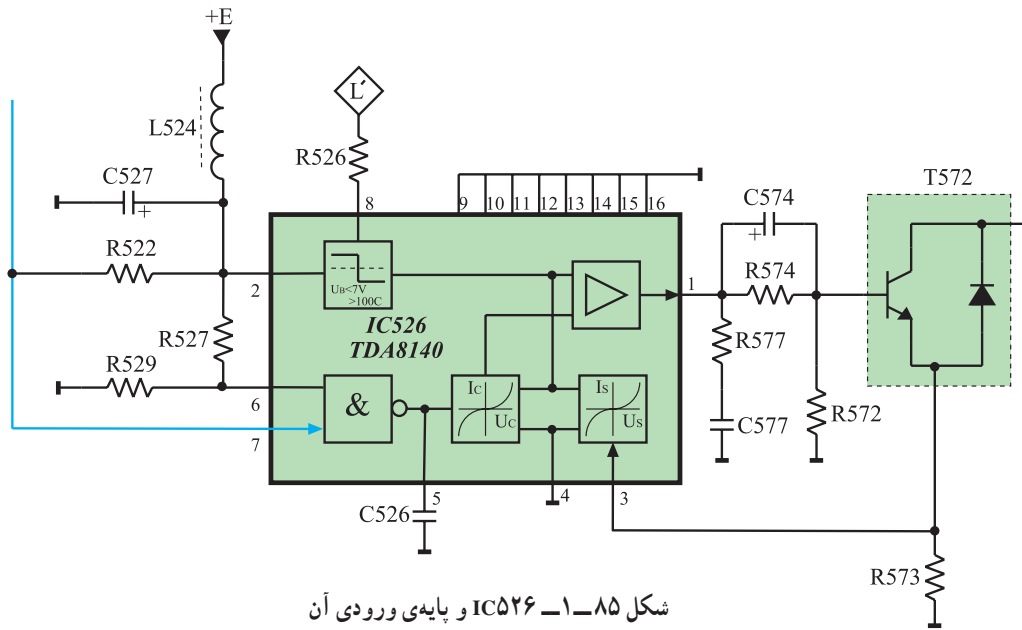 +E
L524
L´
R526
C527
+
R522
R527
R529
2
6
7
8
9 10 11 12 13 14 15 16
UB<7V
>100C
IC526
TDA8140
&
IC
UC
IS
US
1
5
4
3
C526
C574
+
R574
R577
C577
R572
T572
R573
شکل ۸۵ــ۱ــ IC۵۲۶ و پایه‌ی ورودی آن